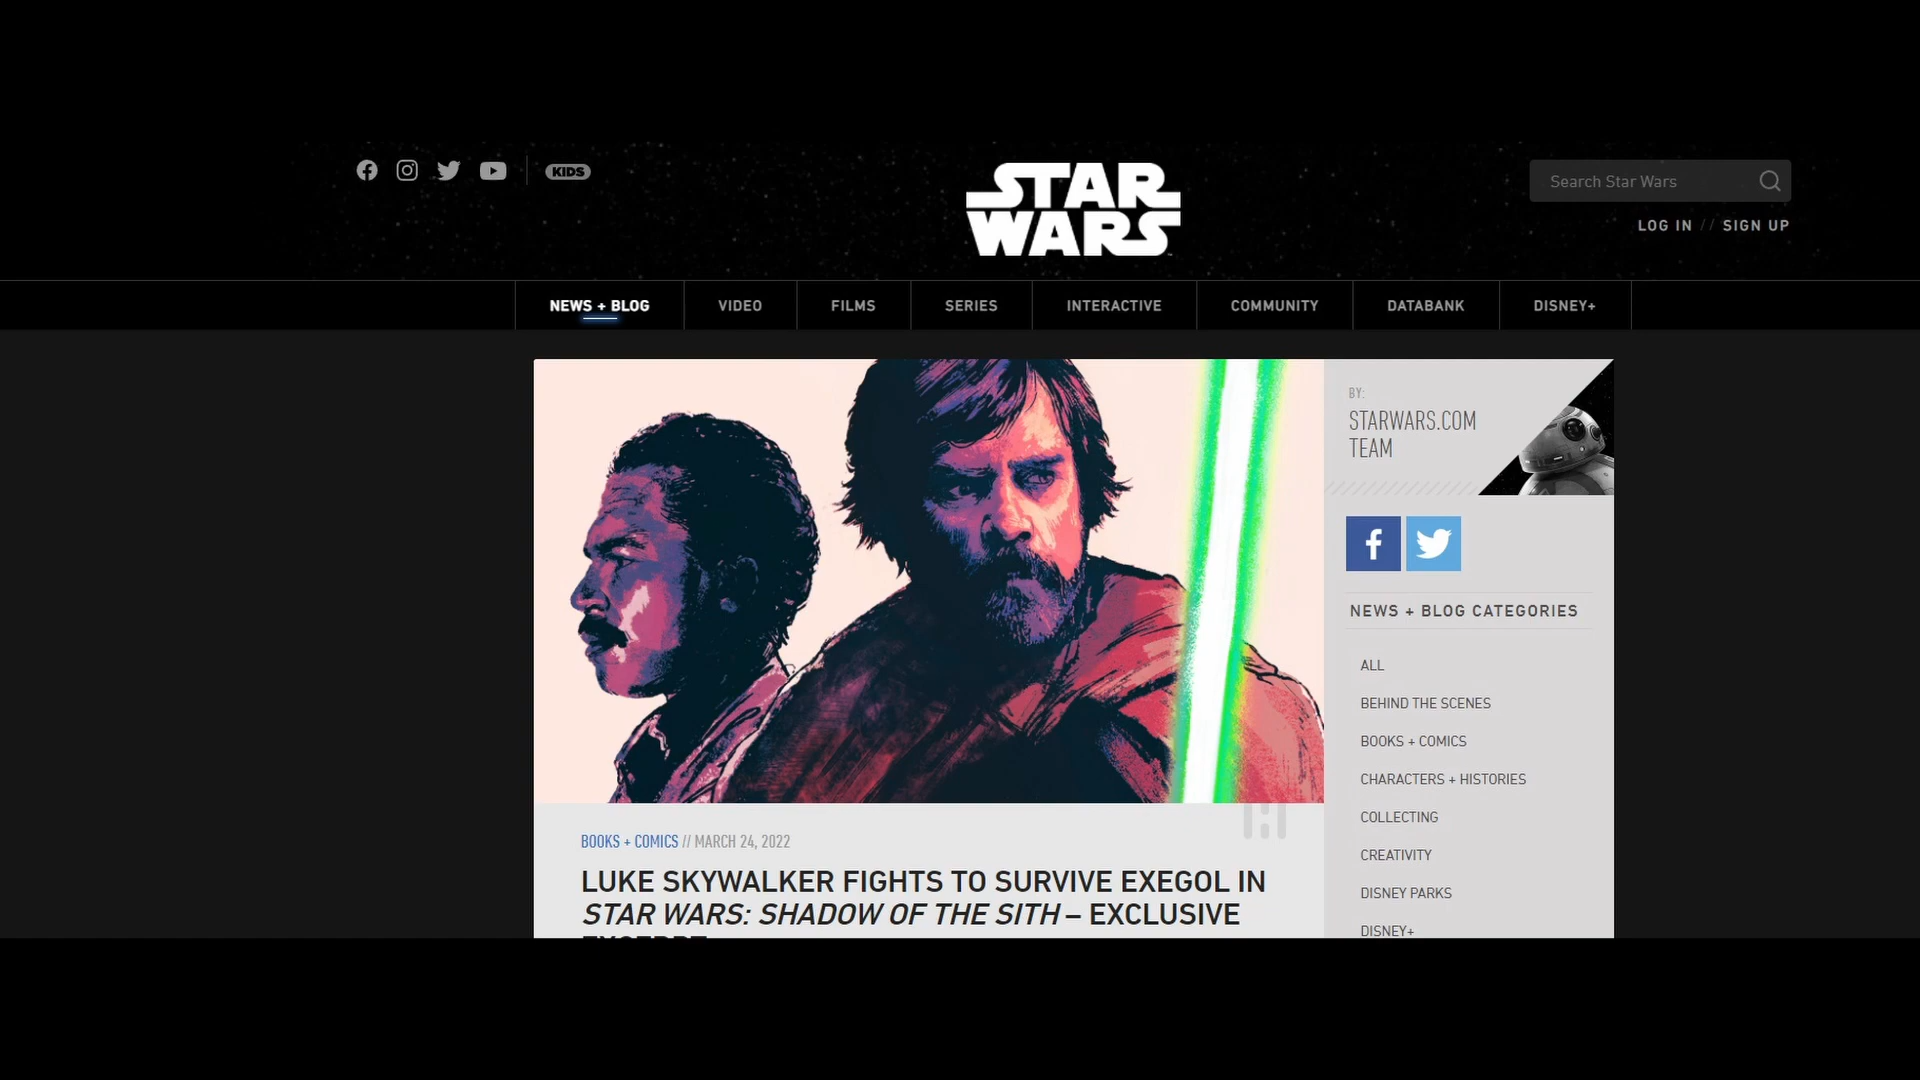 KIDS
STAR
WARS
Search Star Wars
LOG IN // SIGN UP
NEWS + BLOG
VIDEO
FILMS
SERIES
INTERACTIVE
COMMUNITY
DATABANK
DISNEY+
BY:
STARWARS.COM
TEAM
NEWS + BLOG CATEGORIES
ALL
BEHIND THE SCENES
BOOKS + COMICS
CHARACTERS + HISTORIES
COLLECTING
CREATIVITY
DISNEY PARKS
DISNEY+
BOOKS + COMICS // MARCH 24, 2022
LUKE SKYWALKER FIGHTS TO SURVIVE EXEGOL IN
STAR WARS: SHADOW OF THE SITH – EXCLUSIVE